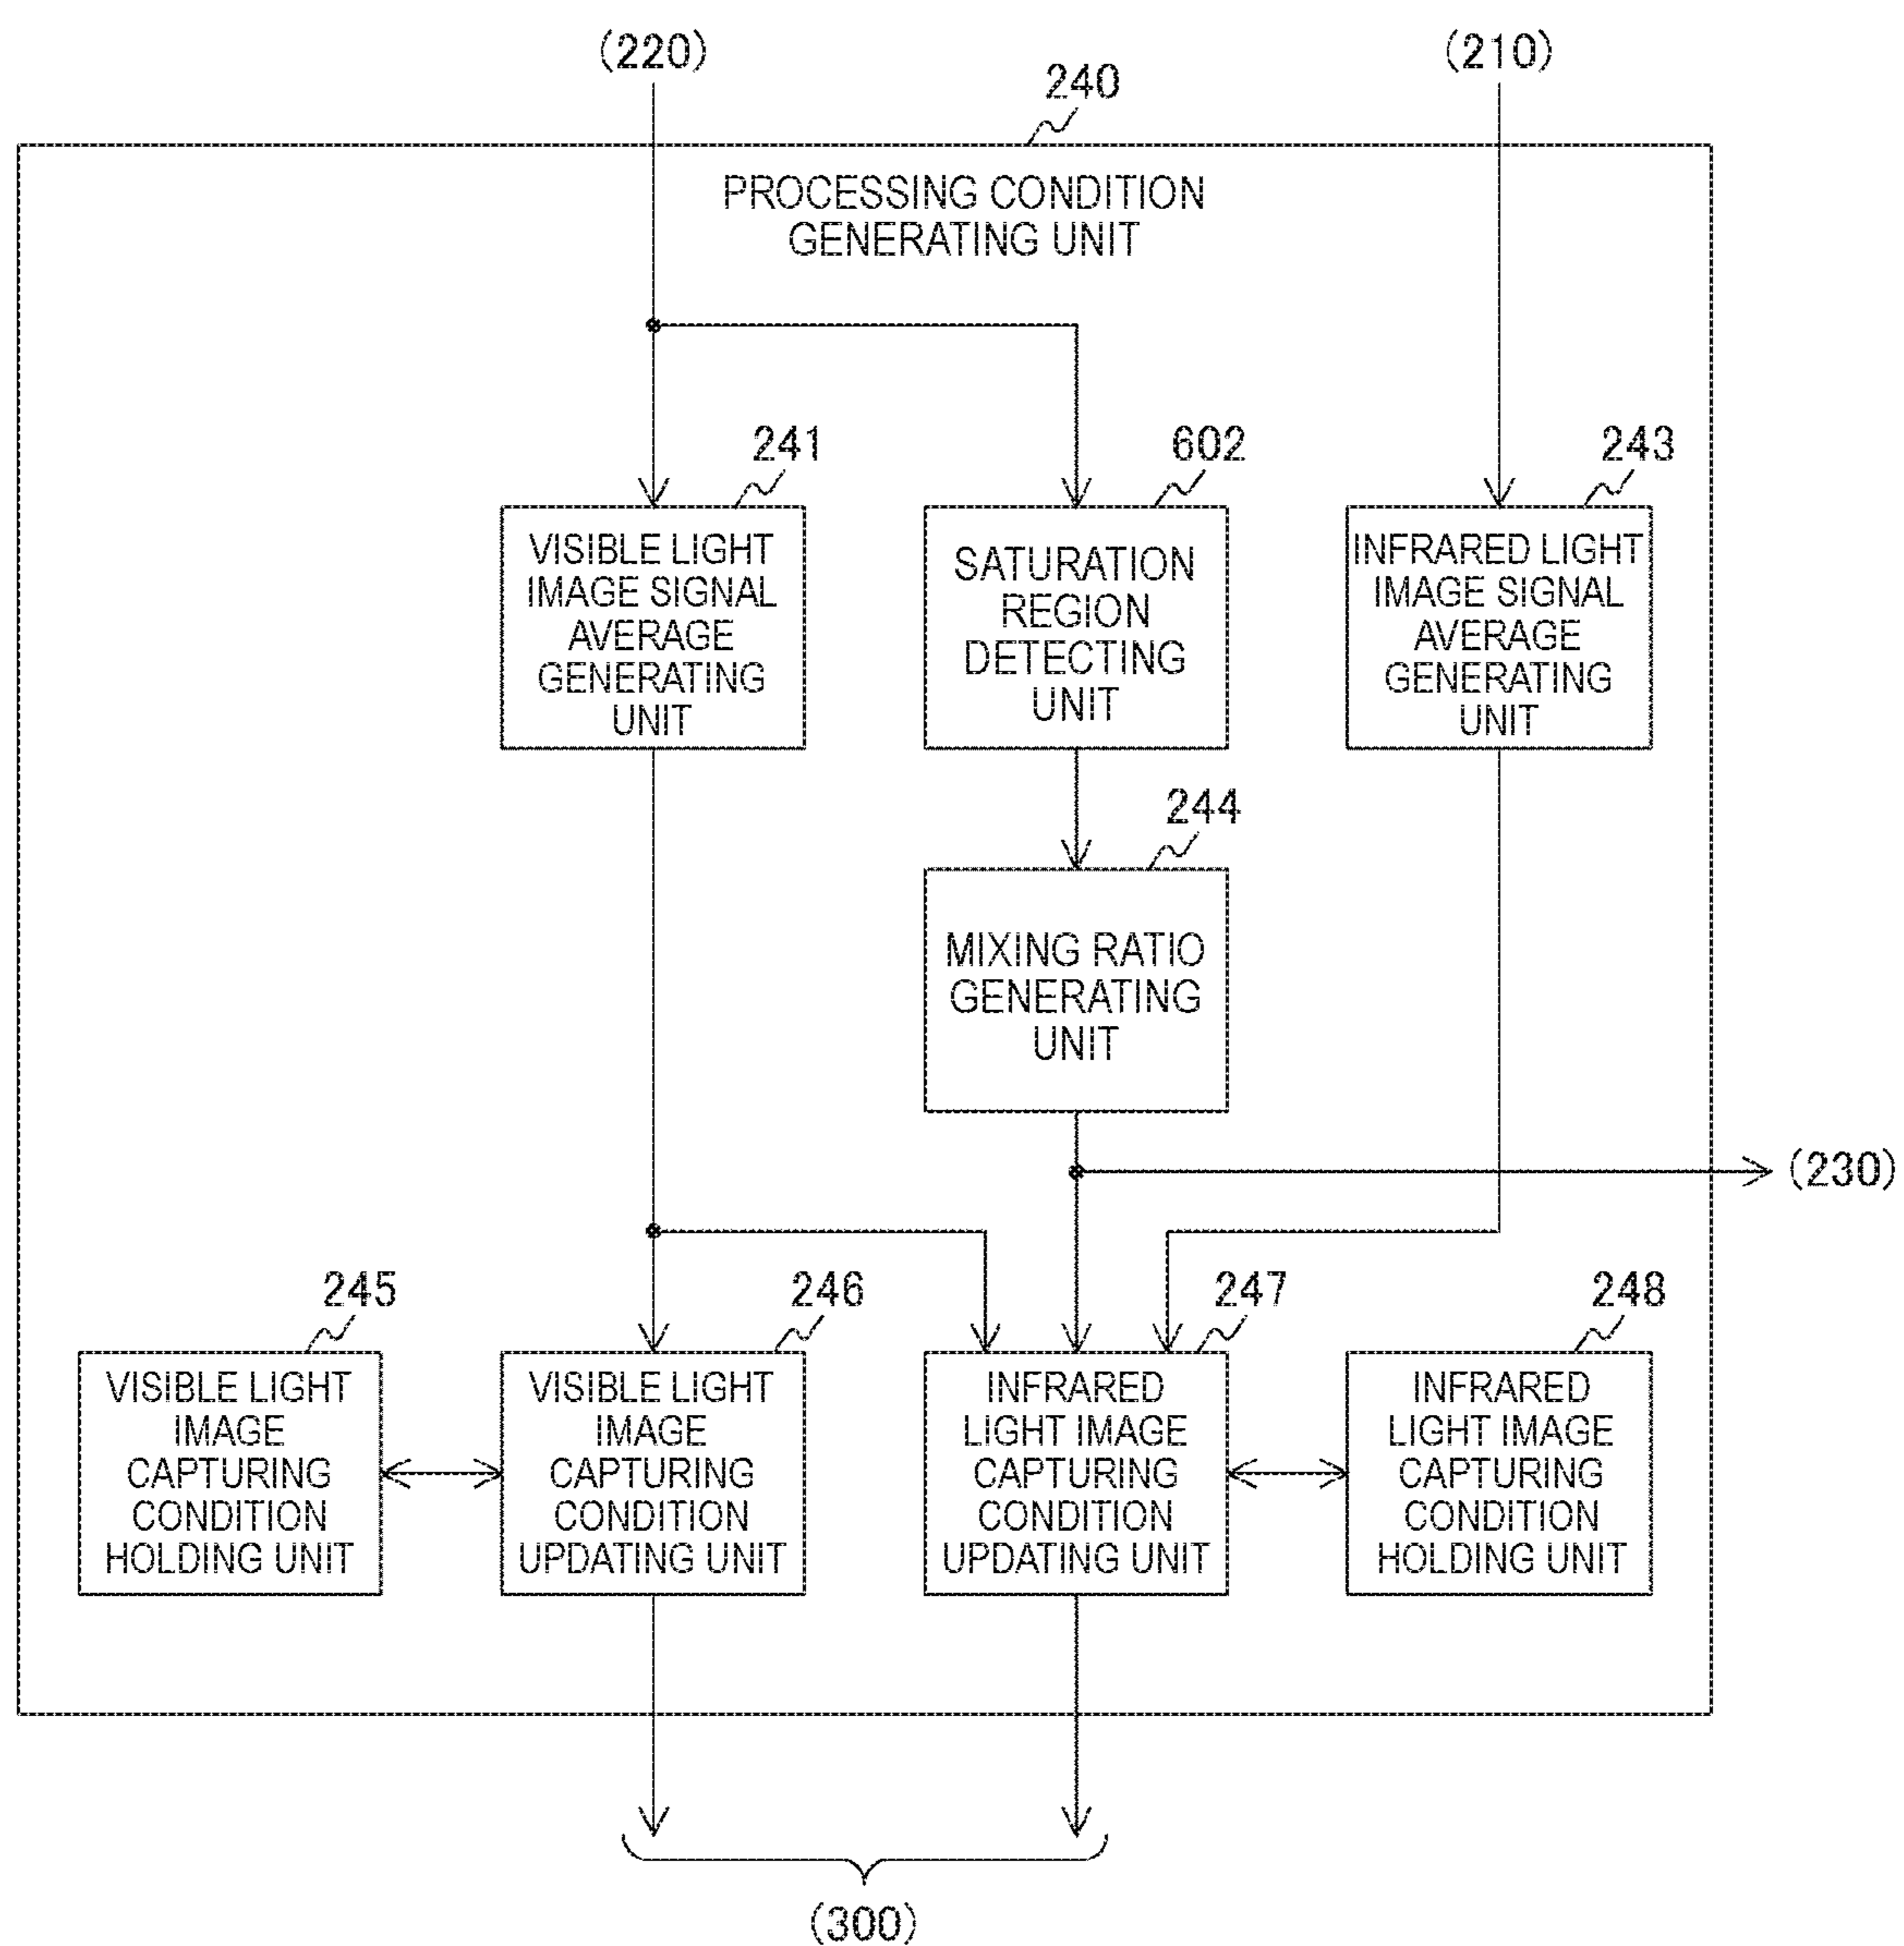 (220)
(210)
240
PROCESSING CONDITION
GENERATING UNIT
241
602
243
VISIBLE LIGHT
IMAGE SIGNAL
AVERAGE
GENERATING
UNIT
SATURATION
REGION
DETECTING
UNIT
INFRARED LIGHT
IMAGE SIGNAL
AVERAGE
GENERATING
UNIT
244
MIXING RATIO
GENERATING
UNIT
(230)
245
246
247
248
VISIBLE LIGHT
IMAGE
CAPTURING
CONDITION
HOLDING UNIT
VISIBLE LIGHT
IMAGE
CAPTURING
CONDITION
UPDATING UNIT
INFRARED
LIGHT IMAGE
CAPTURING
CONDITION
UPDATING UNIT
INFRARED
LIGHT IMAGE
CAPTURING
CONDITION
HOLDING UNIT
(300)